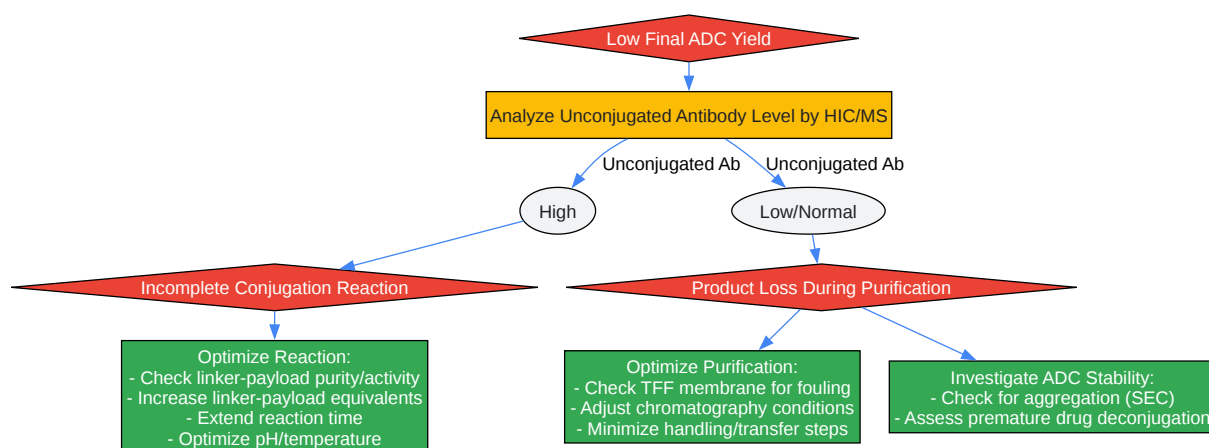 Low Final ADC Yield
Analyze Unconjugated Antibody Level by HIC/MS
Unconjugated Ab
Unconjugated Ab
High
Low/Normal
Incomplete Conjugation Reaction
Product Loss During Purification
Optimize Reaction:
- Check linker-payload purity/activity
- Increase linker-payload equivalents
- Extend reaction time
- Optimize pH/temperature
Optimize Purification:
- Check TFF membrane for fouling
- Adjust chromatography conditions
- Minimize handling/transfer steps
Investigate ADC Stability:
- Check for aggregation (SEC)
- Assess premature drug deconjugation